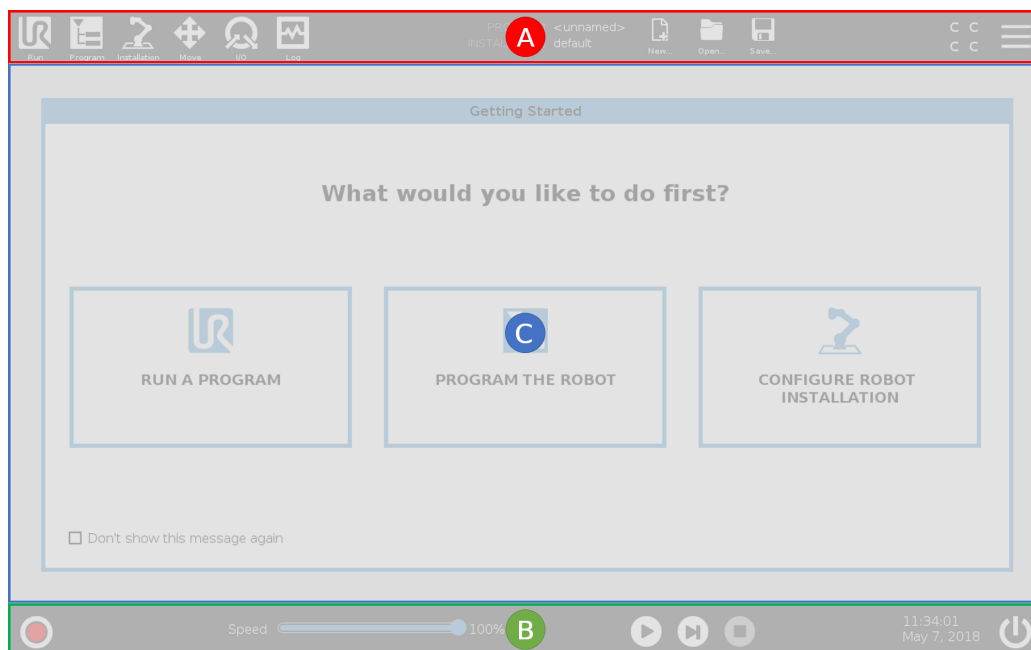 A
<unnamed>
default
Run
Program
Installation
Move
I/O
Log
New...
Open...
Save...
C C
C C
Getting Started
What would you like to do first?
C
RUN A PROGRAM
PROGRAM THE ROBOT
CONFIGURE ROBOT
INSTALLATION
Don't show this message again
Speed
100%
B
11:34:01
May 7, 2018